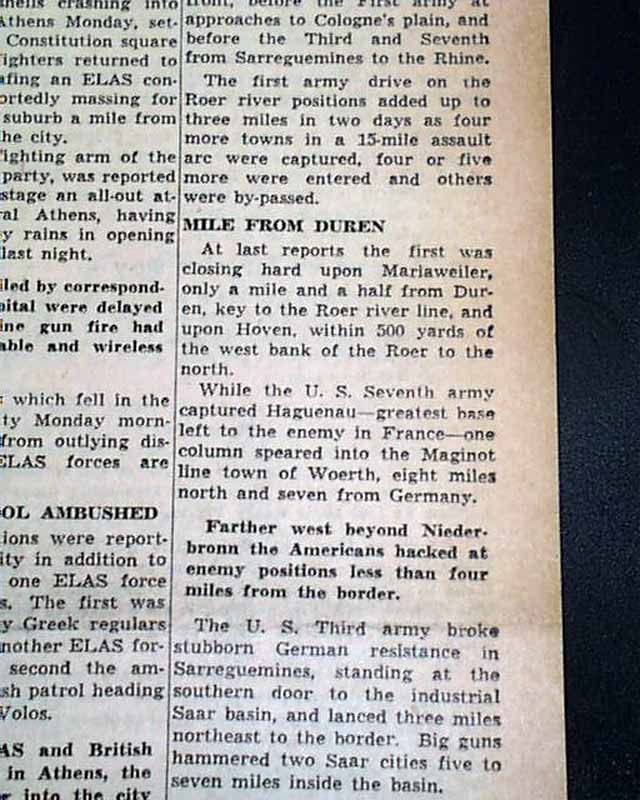 shells crashing into
Athens Monday, set-
Constitution square
fighters returned to
afing an ELAS con-
ortedly massing for
suburb a mile from
he city.
fighting arm of the
party, was reported
stage an all-out at-
ral Athens, having
y rains in opening
last night.
iled by correspond-
pital were delayed
ine gun fire had
able and wireless
which fell in the
ty Monday morn-
from outlying dis-
ELAS forces are
OL AMBUSHED
ions were report-
ity in addition to
one ELAS force
s. The first was
y Greek regulars
nother ELAS for-
second the am-
sh patrol heading
Volos.
AS and British
in Athens, the
into the city
front, before the First army at
approaches to Cologne's plain, and
before the Third and Seventh
from Sarreguemines to the Rhine.
The first army drive on the
Roer river positions added up to
three miles in two days as four
more towns in a 15-mile assault
arc were captured, four or five
more were entered and others
were by-passed.
MILE FROM DUREN
At last reports the first was
closing hard upon Mariaweiler,
only a mile and a half from Dur-
en, key to the Roer river line, and
upon Hoven, within 500 yards of
the west bank of the Roer to the
north.
While the U. S. Seventh army
captured Haguenau—greatest base
left to the enemy in France—one
column speared into the Maginot
line town of Woerth, eight miles
north and seven from Germany.
Farther west beyond Nieder-
bronn the Americans hacked at
enemy positions less than four
miles from the border.
The U. S. Third army broke
stubborn German resistance in
Sarreguemines, standing at the
southern door to the industrial
Saar basin, and lanced three miles
northeast to the border. Big guns
hammered two Saar cities five to
seven miles inside the basin.